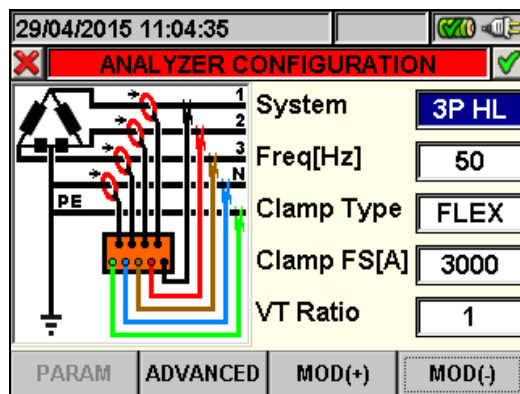 29/04/2015 11:04:35
ANALYZER CONFIGURATION
1
2
3
N
PE
System 3P HL
Freq[Hz] 50
Clamp Type FLEX
Clamp FS[A] 3000
VT Ratio 1
PARAM ADVANCED MOD(+) MOD(-)